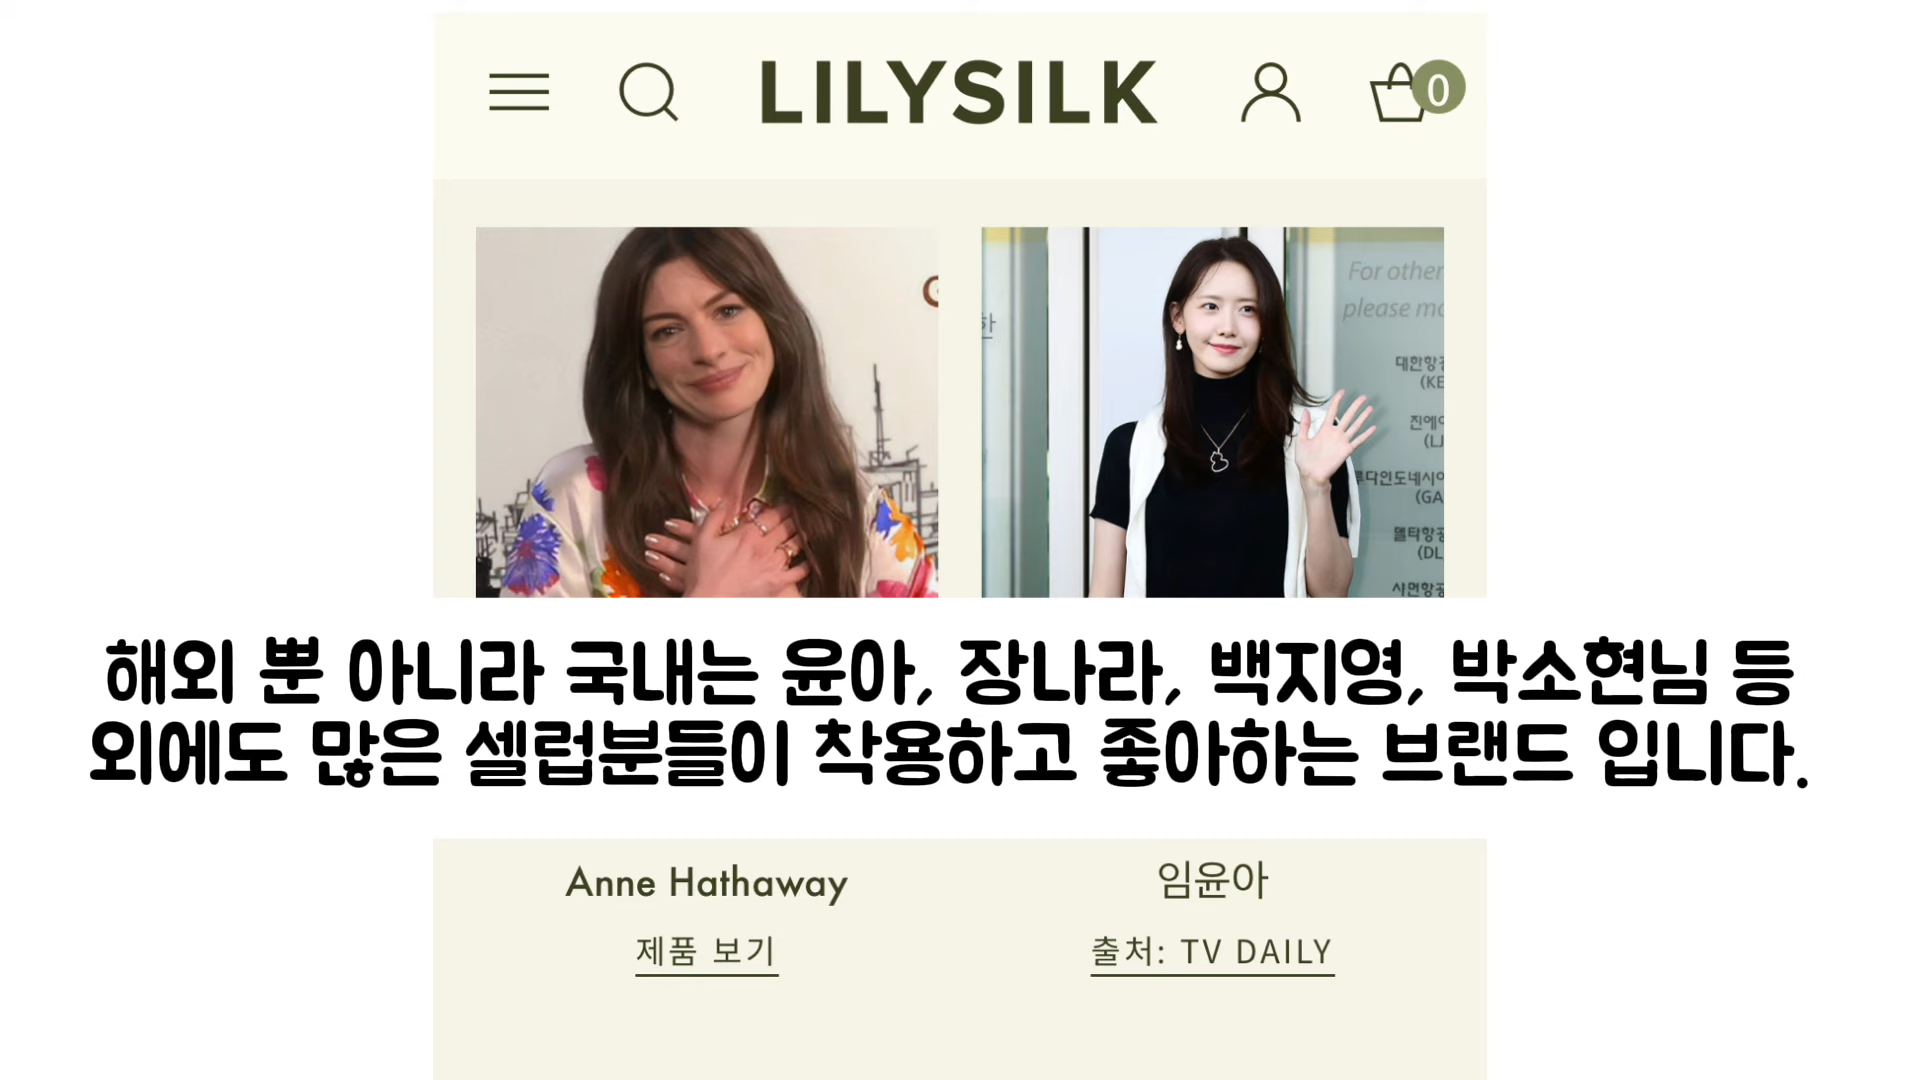 LILYSILK
0
For other
please mo
대한항공
(KE
진에어
(LJ
루다인도네시아
(GA
델타항공
(DL
샤먼항공
해외 뿐 아니라 국내는 윤아, 장나라, 백지영, 박소현님 등
외에도 많은 셀럽분들이 착용하고 좋아하는 브랜드 입니다.
Anne Hathaway
임윤아
제품 보기
출처: TV DAILY